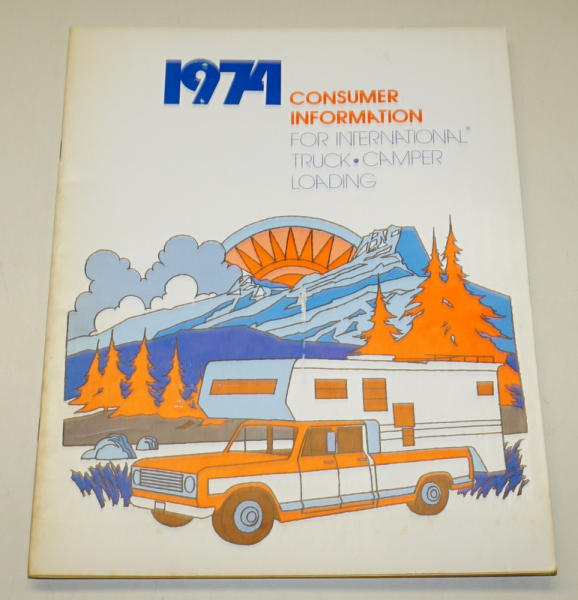 1974
CONSUMER
INFORMATION
FOR INTERNATIONAL®
TRUCK • CAMPER
LOADING